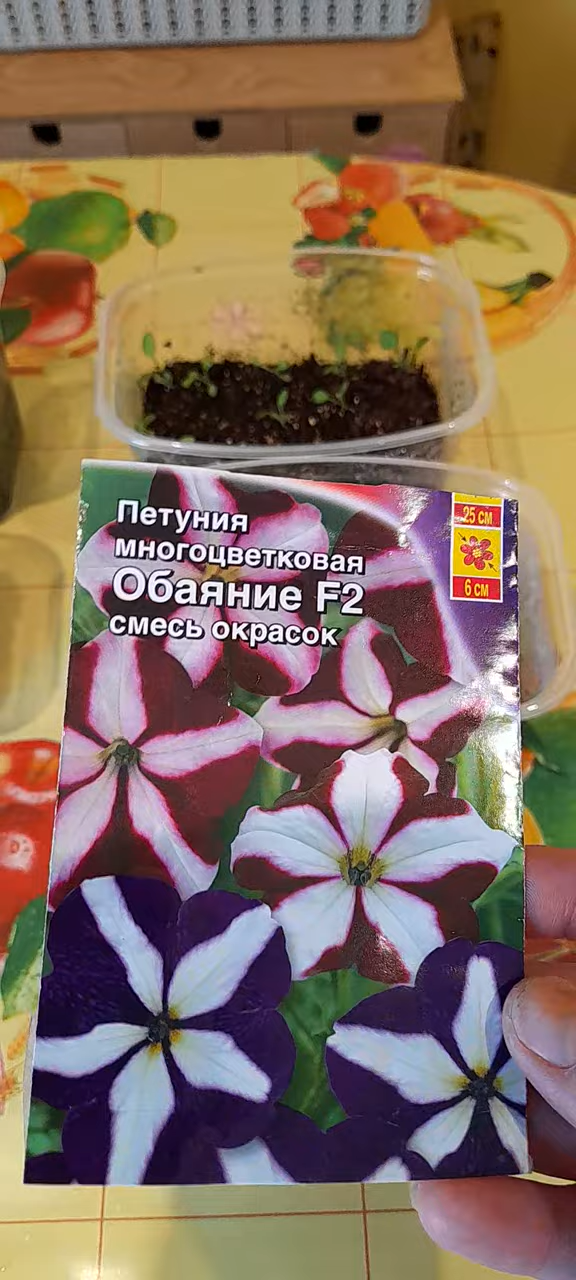 Петуния
многоцветковая
Обаяние F2
смесь окрасок
25 см
6 см